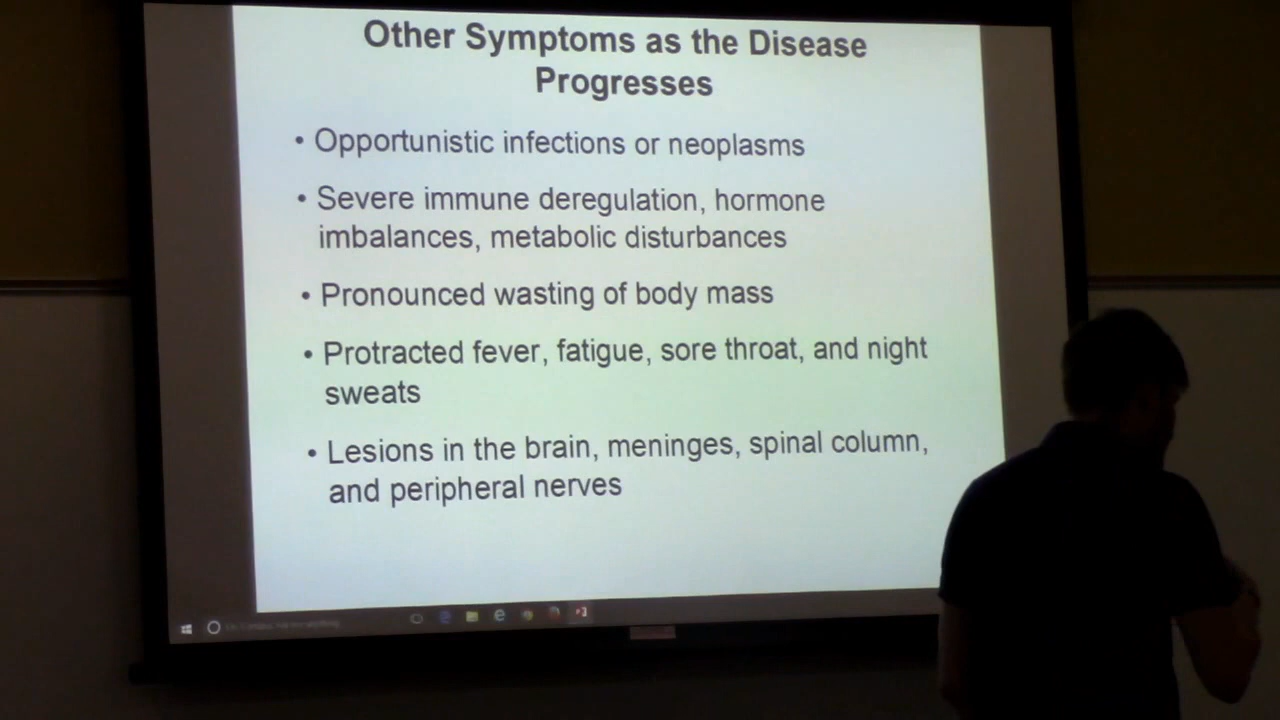 Other Symptoms as the Disease
Progresses
• Opportunistic infections or neoplasms
• Severe immune deregulation, hormone
imbalances, metabolic disturbances
• Pronounced wasting of body mass
• Protracted fever, fatigue, sore throat, and night
sweats
• Lesions in the brain, meninges, spinal column,
and peripheral nerves